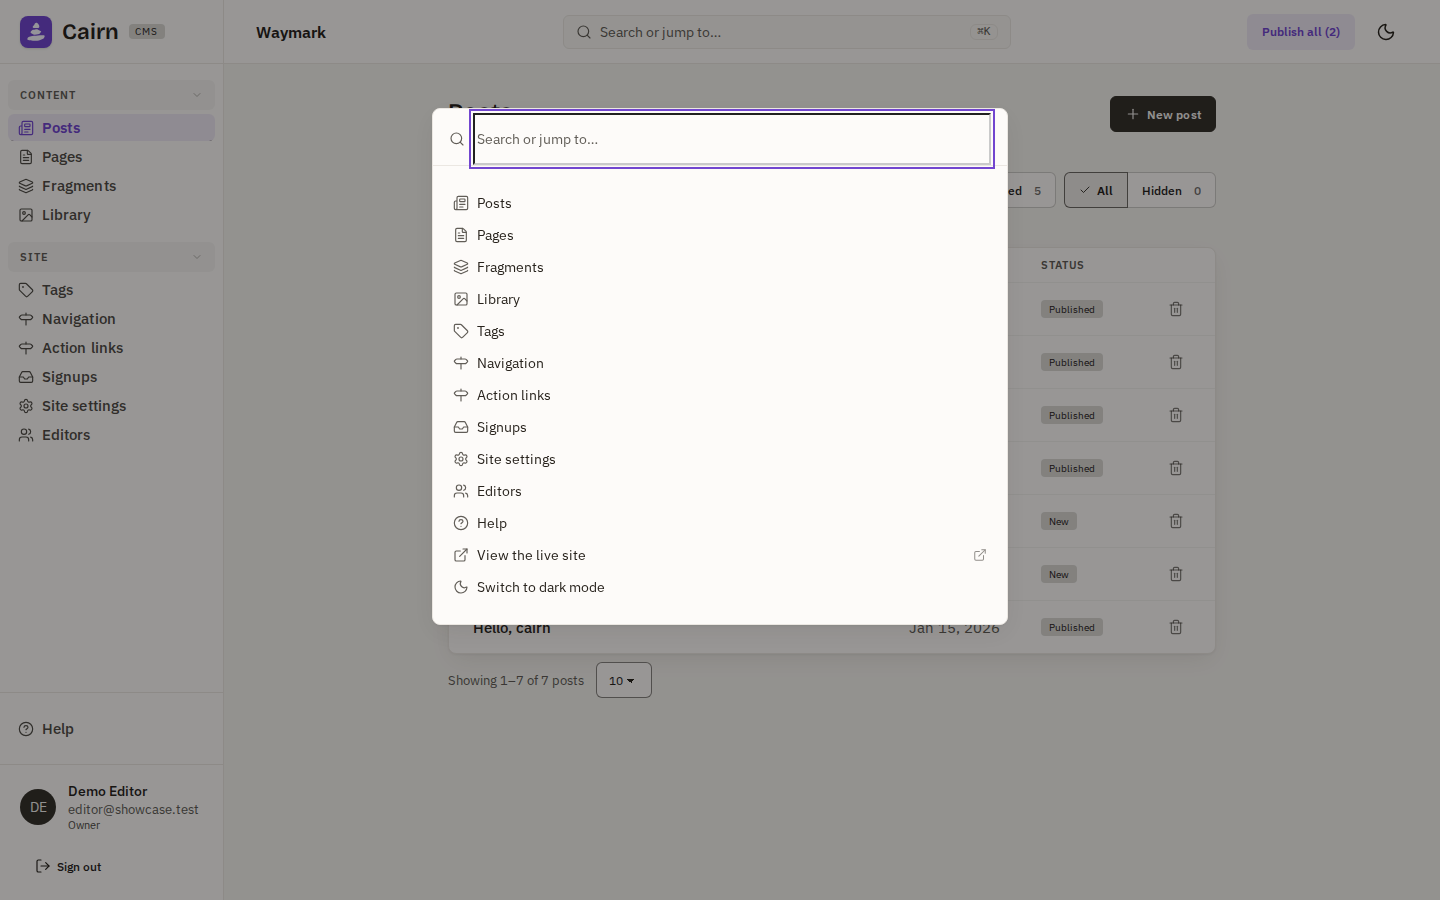 Cairn CMS
Waymark
Search or jump to... ⌘K
Publish all (2)
CONTENT
Posts
Pages
Fragments
Library
SITE
Tags
Navigation
Action links
Signups
Site settings
Editors
Help
DE
Demo Editor
editor@showcase.test
Owner
Sign out
New post
5
All
Hidden 0
STATUS
Published
Published
Published
Published
New
New
Hello, cairn Jan 15, 2026 Published
Showing 1–7 of 7 posts 10
Search or jump to...
Posts
Pages
Fragments
Library
Tags
Navigation
Action links
Signups
Site settings
Editors
Help
View the live site
Switch to dark mode